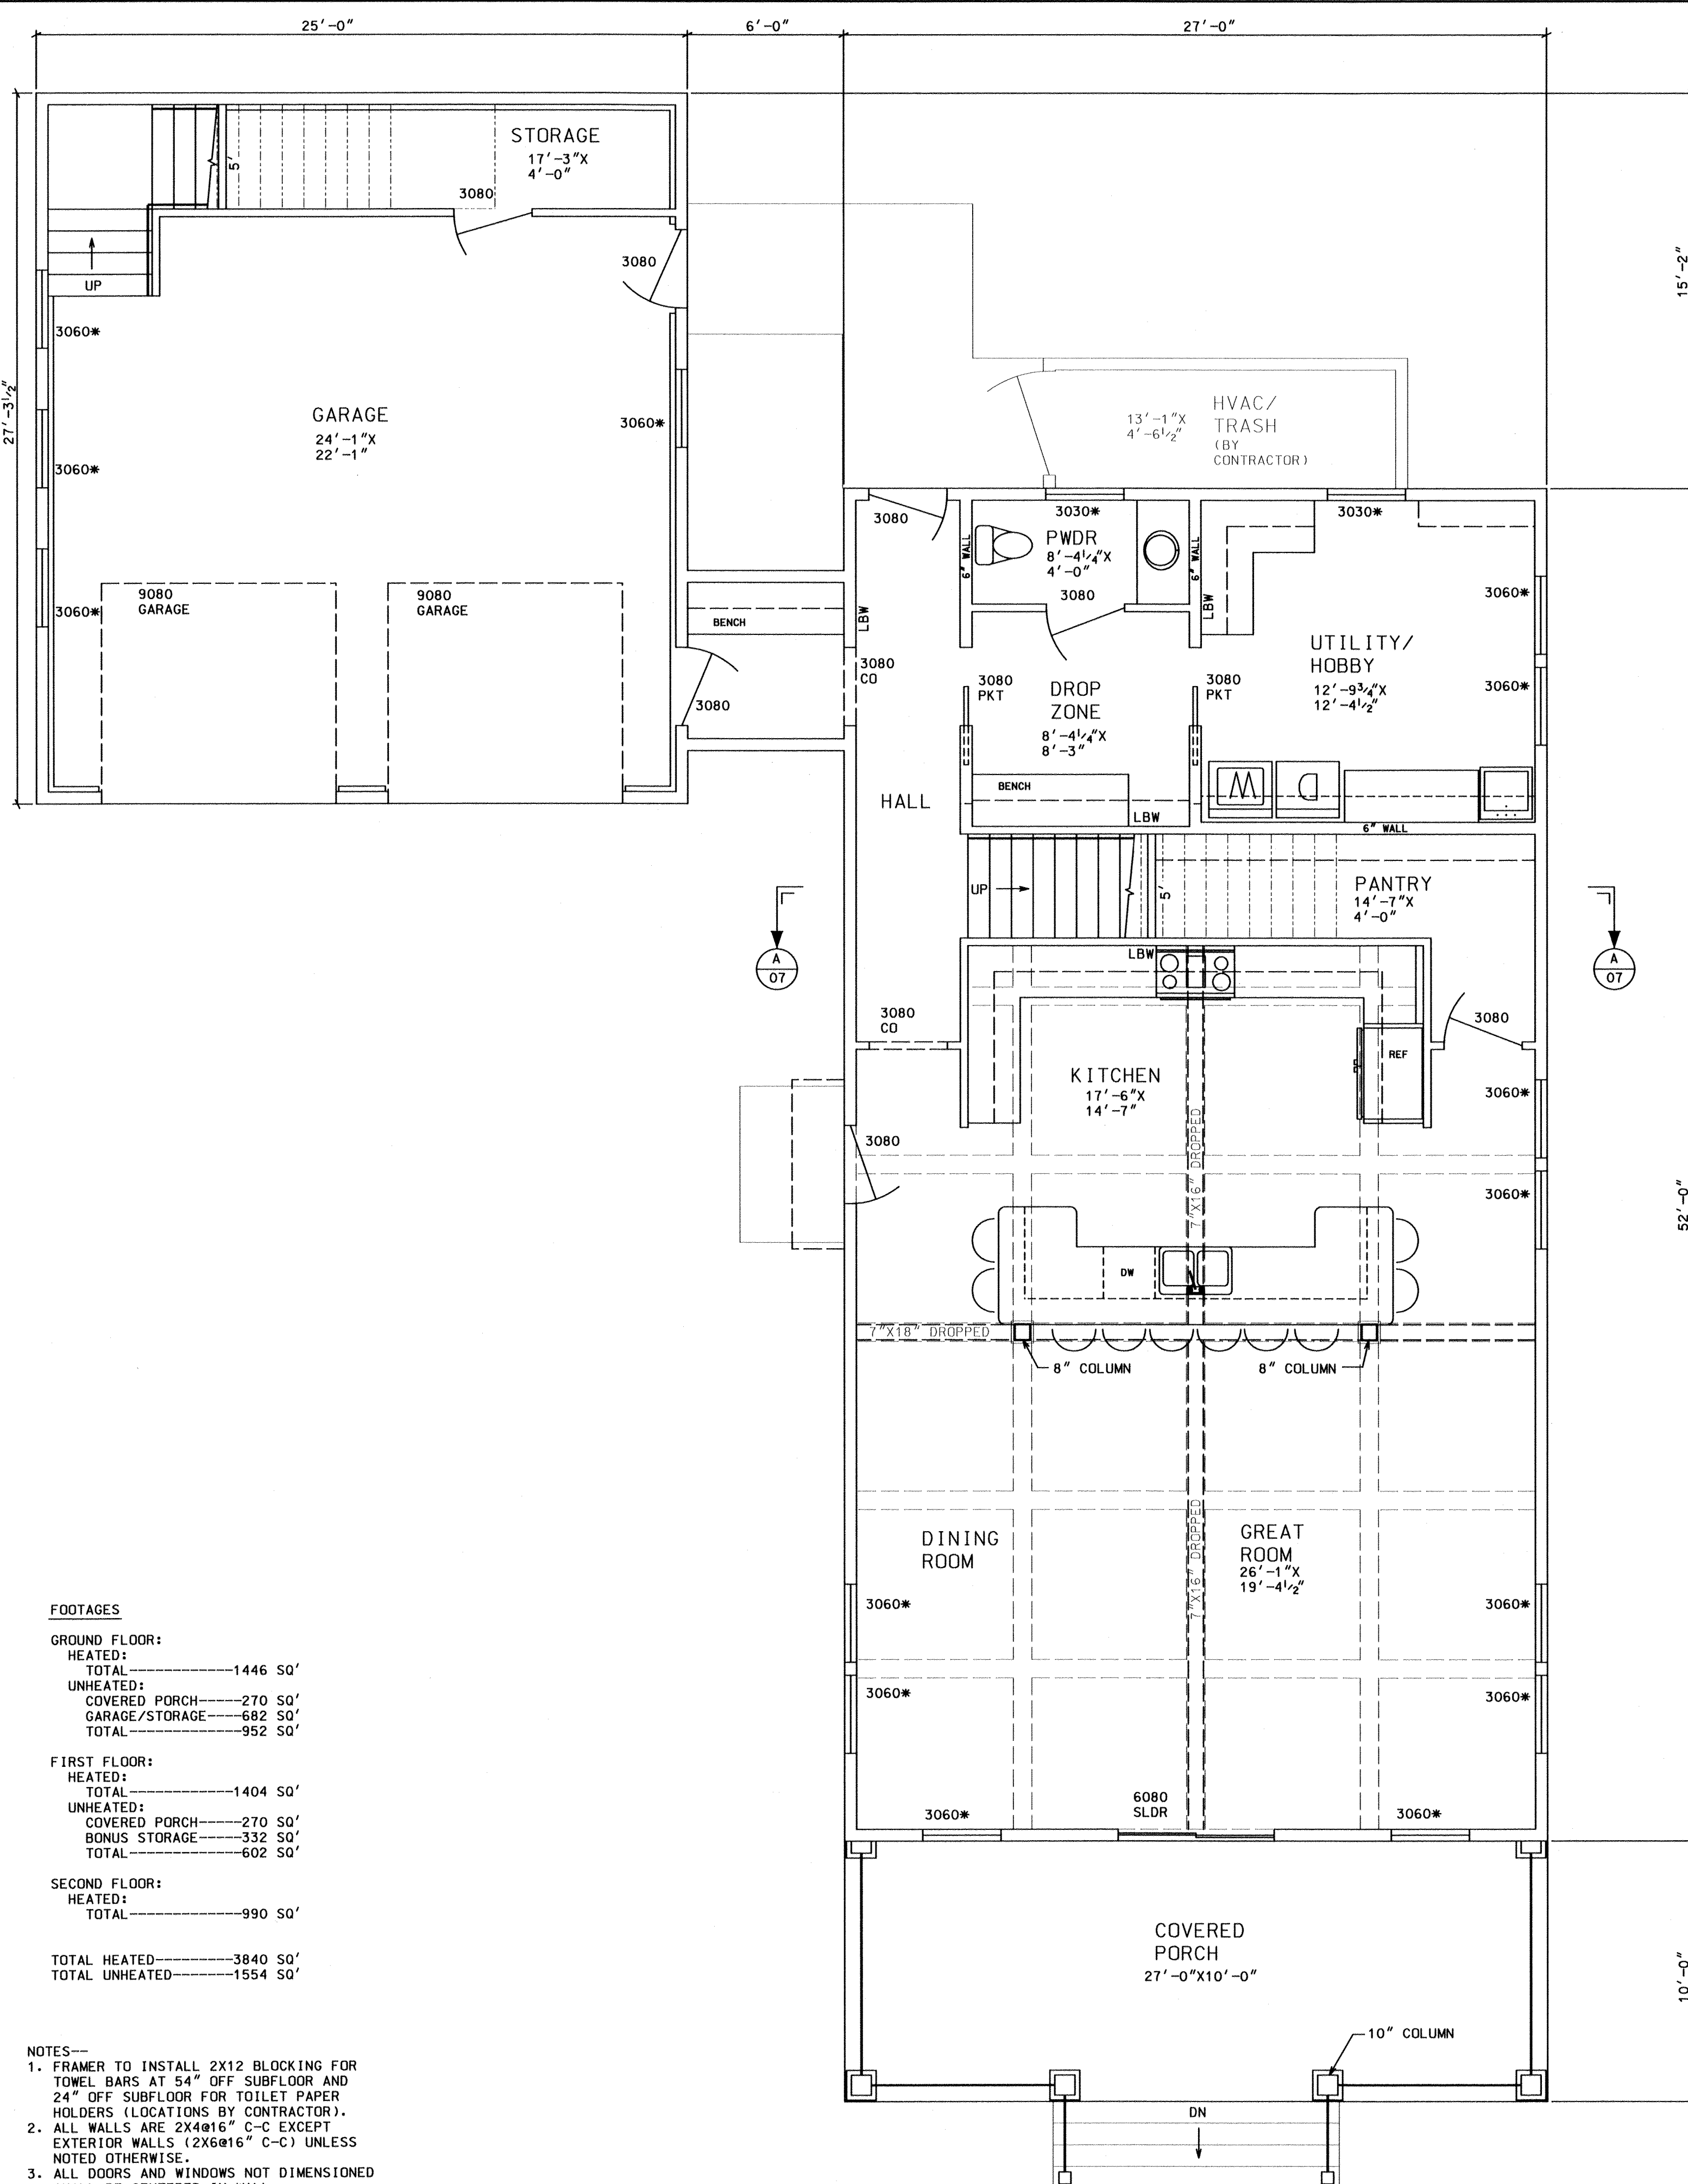 25'-0"
6'-0"
27'-0"
27'-3½"
15'-2"
52'-0"
10'-0"
STORAGE
17'-3"X
4'-0"
5'
3080
3080
UP
3060*
3060*
3060*
3060*
GARAGE
24'-1"X
22'-1"
9080
GARAGE
9080
GARAGE
HVAC/
TRASH
(BY
CONTRACTOR)
13'-1"X
4'-6½"
3080
3030*
PWDR
8'-4¼"X
4'-0"
3080
6" WALL
6" WALL
3030*
LBW
LBW
3060*
3060*
BENCH
3080
3080
CO
3080
PKT
DROP
ZONE
8'-4¼"X
8'-3"
3080
PKT
UTILITY/
HOBBY
12'-9¾"X
12'-4½"
BENCH
LBW
HALL
6" WALL
UP
5'
PANTRY
14'-7"X
4'-0"
A
07
A
07
LBW
3080
CO
3080
REF
KITCHEN
17'-6"X
14'-7"
3060*
3060*
3080
7"X16" DROPPED
DW
7"X18" DROPPED
8" COLUMN
8" COLUMN
7"X16" DROPPED
DINING
ROOM
GREAT
ROOM
26'-1"X
19'-4½"
3060*
3060*
3060*
3060*
3060*
6080
SLDR
3060*
COVERED
PORCH
27'-0"X10'-0"
10" COLUMN
DN
FOOTAGES
GROUND FLOOR:
HEATED:
TOTAL------------1446 SQ'
UNHEATED:
COVERED PORCH-----270 SQ'
GARAGE/STORAGE----682 SQ'
TOTAL-------------952 SQ'
FIRST FLOOR:
HEATED:
TOTAL------------1404 SQ'
UNHEATED:
COVERED PORCH-----270 SQ'
BONUS STORAGE-----332 SQ'
TOTAL-------------602 SQ'
SECOND FLOOR:
HEATED:
TOTAL-------------990 SQ'
TOTAL HEATED---------3840 SQ'
TOTAL UNHEATED-------1554 SQ'
NOTES--
1. FRAMER TO INSTALL 2X12 BLOCKING FOR
TOWEL BARS AT 54" OFF SUBFLOOR AND
24" OFF SUBFLOOR FOR TOILET PAPER
HOLDERS (LOCATIONS BY CONTRACTOR).
2. ALL WALLS ARE 2X4@16" C-C EXCEPT
EXTERIOR WALLS (2X6@16" C-C) UNLESS
NOTED OTHERWISE.
3. ALL DOORS AND WINDOWS NOT DIMENSIONED